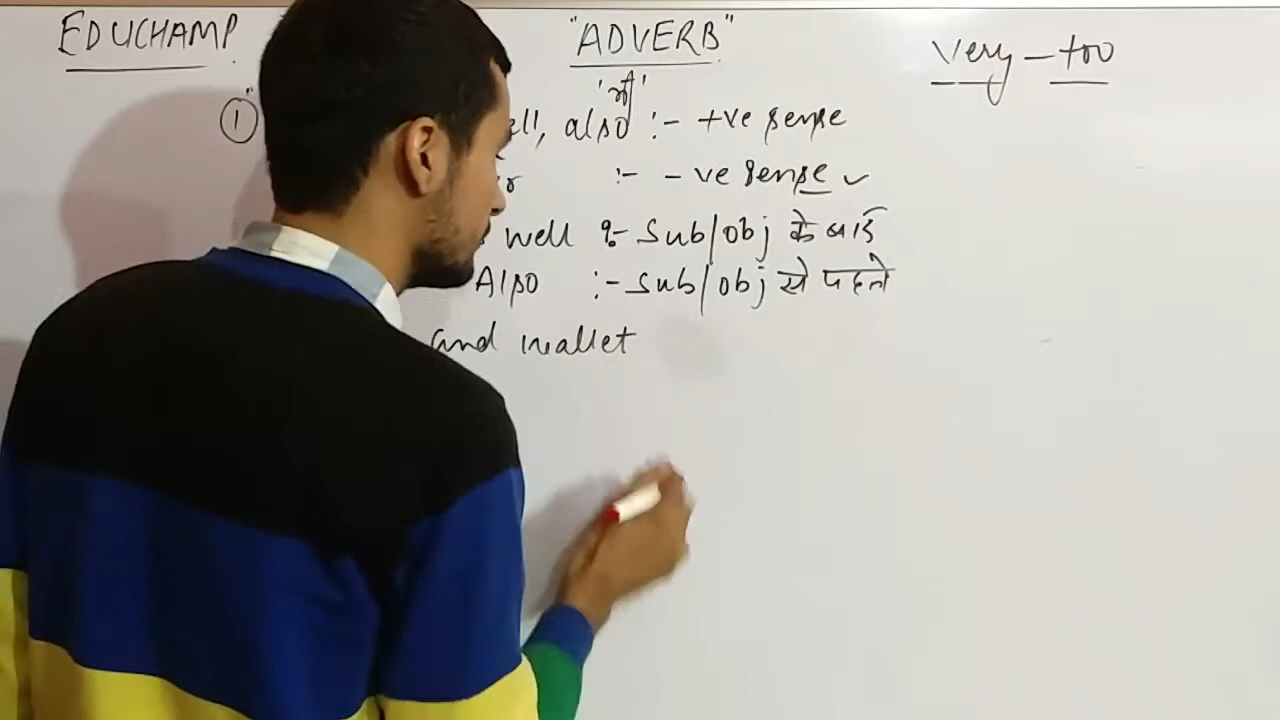 EDUCHAMP "ADVERB" Very - too
'भी'
① " ell, also :- +ve sense
:- -ve sense ✓
well :- Sub/obj के बाद
Also :- Sub/obj से पहले
and wallet